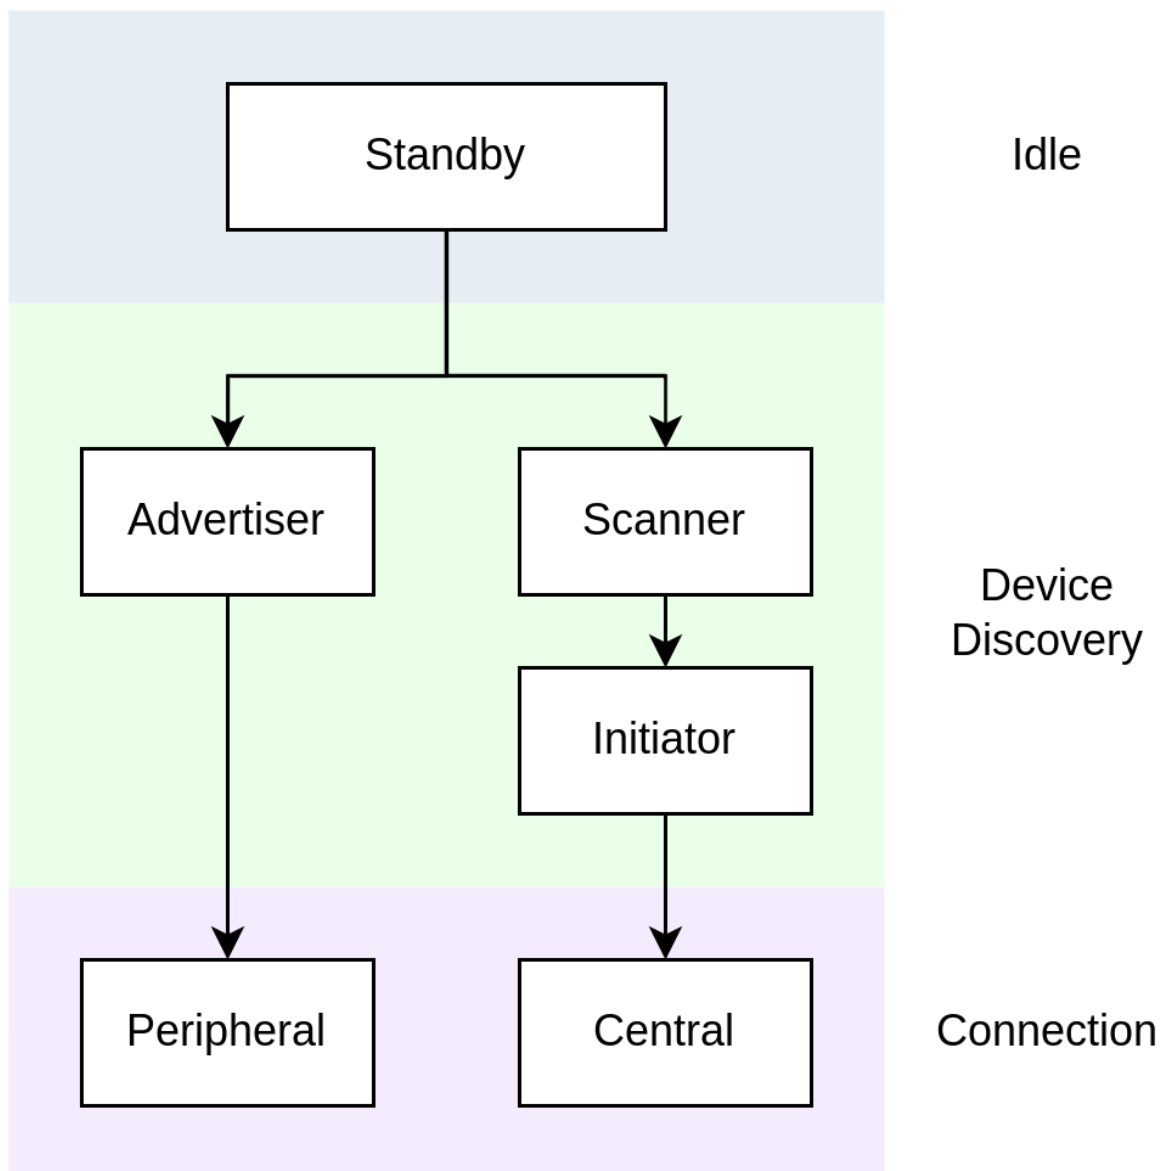 Standby
Idle
Advertiser
Scanner
Device
Discovery
Initiator
Peripheral
Central
Connection